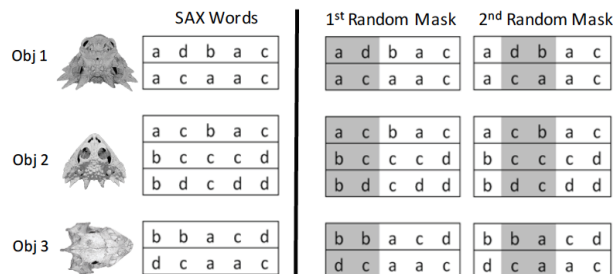 SAX Words 1st Random Mask 2nd Random Mask
Obj 1
a d b a c a d b a c a d b a c
a c a a c a c a a c a c a a c
Obj 2
a c b a c a c b a c a c b a c
b c c c d b c c c d b c c c d
b d c d d b d c d d b d c d d
Obj 3
b b a c d b b a c d b b a c d
d c a a c d c a a c d c a a c